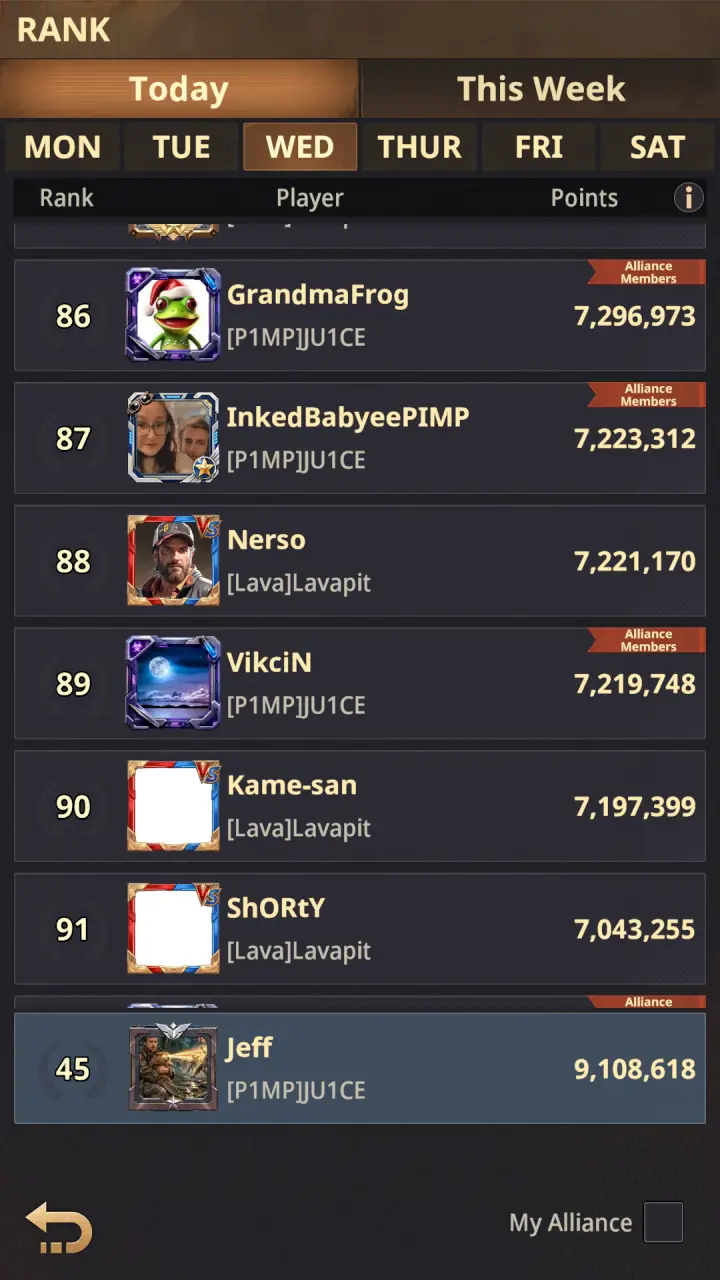 RANK
Today
This Week
MON
TUE
WED
THUR
FRI
SAT
Rank
Player
Points
86
GrandmaFrog
[P1MP]JU1CE
Alliance
Members
7,296,973
87
InkedBabyeePIMP
[P1MP]JU1CE
Alliance
Members
7,223,312
88
VS
Nerso
[Lava]Lavapit
7,221,170
89
VikciN
[P1MP]JU1CE
Alliance
Members
7,219,748
90
VS
Kame-san
[Lava]Lavapit
7,197,399
91
VS
ShORtY
[Lava]Lavapit
7,043,255
Alliance
45
Jeff
[P1MP]JU1CE
9,108,618
My Alliance